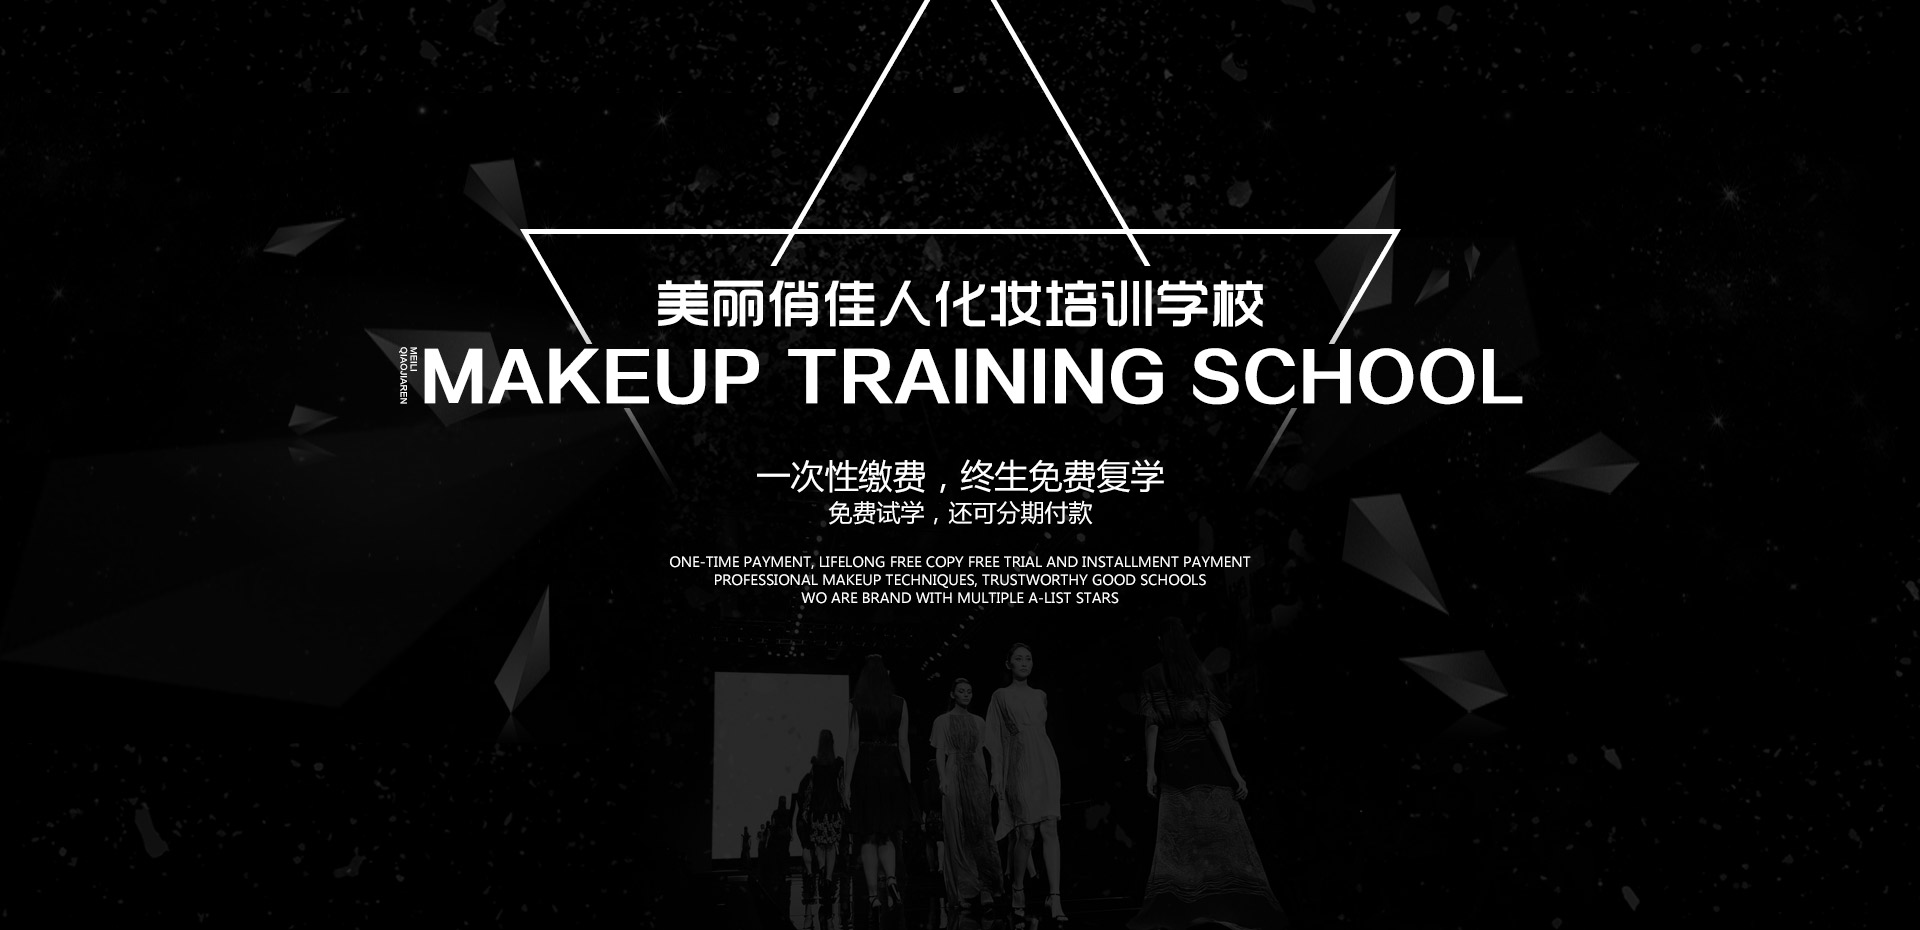 美丽俏佳人化妆培训学校
MEILI
QIAOJIAREN
MAKEUP TRAINING SCHOOL
一次性缴费，终生免费复学
免费试学，还可分期付款
ONE-TIME PAYMENT, LIFELONG FREE COPY FREE TRIAL AND INSTALLMENT PAYMENT
PROFESSIONAL MAKEUP TECHNIQUES, TRUSTWORTHY GOOD SCHOOLS
WO ARE BRAND WITH MULTIPLE A-LIST STARS